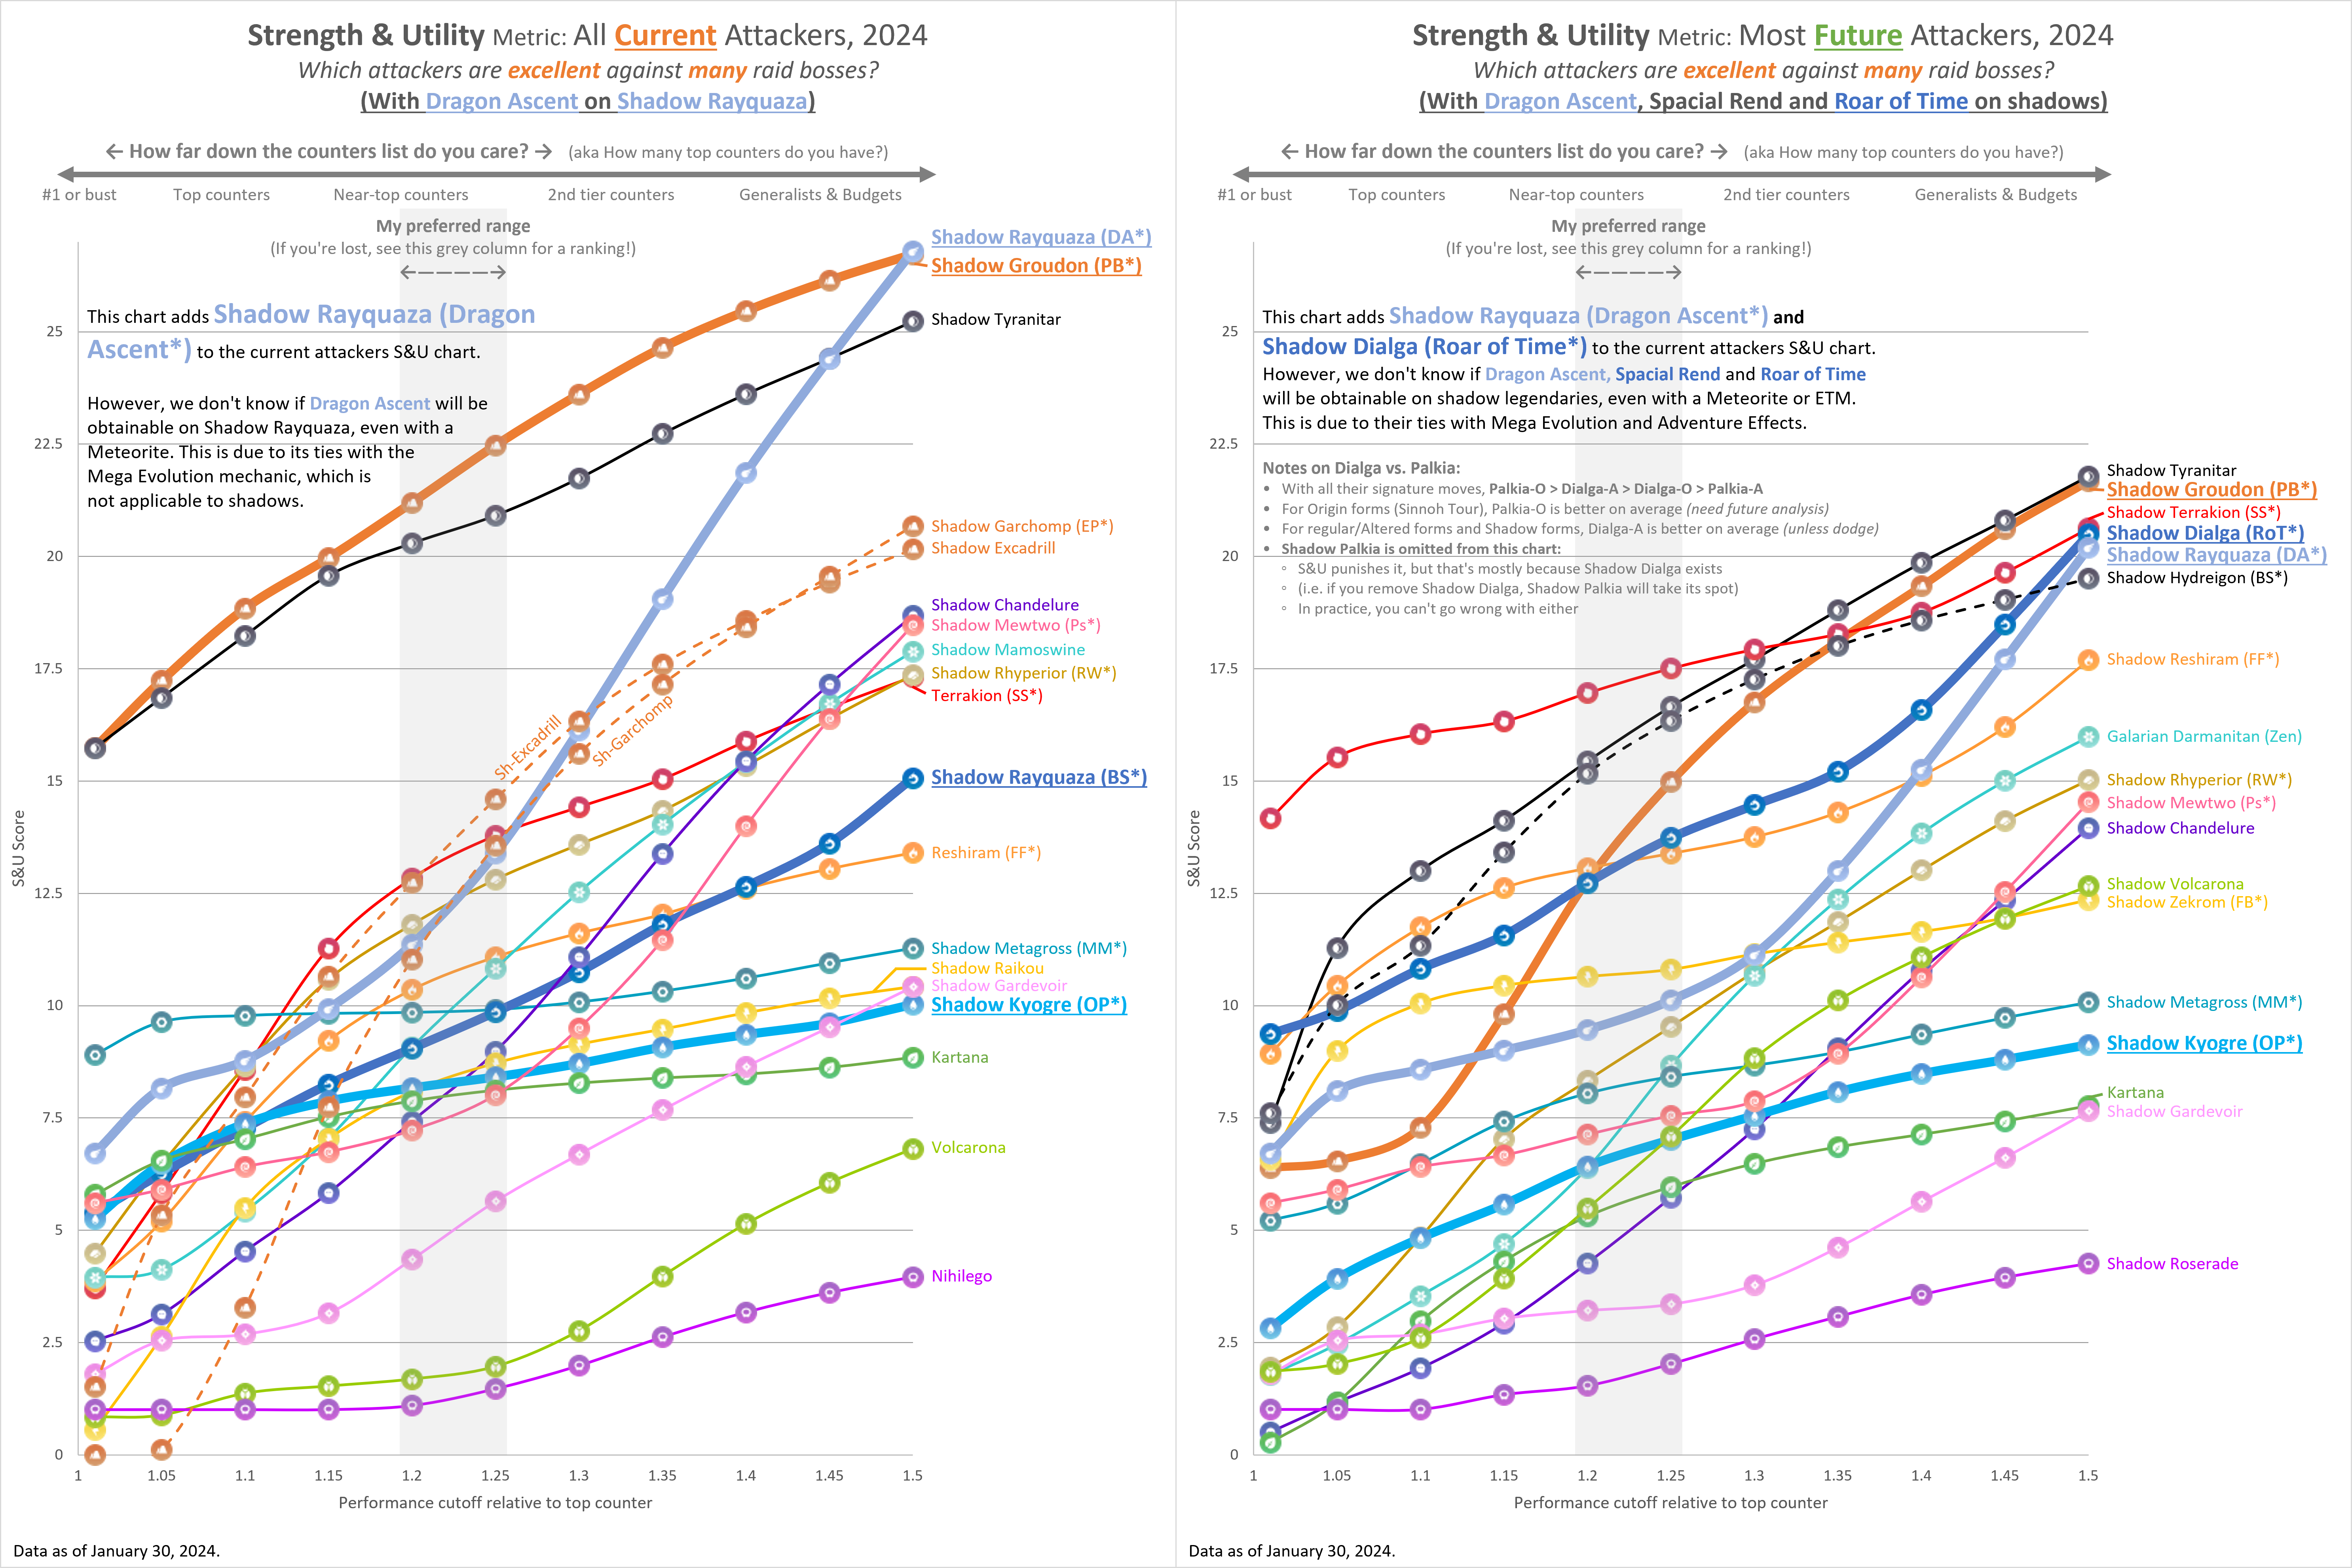 Strength & Utility Metric: All Current Attackers, 2024
Which attackers are excellent against many raid bosses?
(With Dragon Ascent on Shadow Rayquaza)
← How far down the counters list do you care? → (aka How many top counters do you have?)
#1 or bust Top counters Near-top counters 2nd tier counters Generalists & Budgets
My preferred range
(If you're lost, see this grey column for a ranking!)
This chart adds Shadow Rayquaza (Dragon
Ascent*) to the current attackers S&U chart.
However, we don't know if Dragon Ascent will be
obtainable on Shadow Rayquaza, even with a
Meteorite. This is due to its ties with the
Mega Evolution mechanic, which is
not applicable to shadows.
S&U Score
25
22.5
20
17.5
15
12.5
10
7.5
5
2.5
0
1 1.05 1.1 1.15 1.2 1.25 1.3 1.35 1.4 1.45 1.5
Performance cutoff relative to top counter
Sh-Excadrill
Sh-Garchomp
Shadow Rayquaza (DA*)
Shadow Groudon (PB*)
Shadow Tyranitar
Shadow Garchomp (EP*)
Shadow Excadrill
Shadow Chandelure
Shadow Mewtwo (Ps*)
Shadow Mamoswine
Shadow Rhyperior (RW*)
Terrakion (SS*)
Shadow Rayquaza (BS*)
Reshiram (FF*)
Shadow Metagross (MM*)
Shadow Raikou
Shadow Gardevoir
Shadow Kyogre (OP*)
Kartana
Volcarona
Nihilego
Data as of January 30, 2024.
Strength & Utility Metric: Most Future Attackers, 2024
Which attackers are excellent against many raid bosses?
(With Dragon Ascent, Spacial Rend and Roar of Time on shadows)
← How far down the counters list do you care? → (aka How many top counters do you have?)
#1 or bust Top counters Near-top counters 2nd tier counters Generalists & Budgets
My preferred range
(If you're lost, see this grey column for a ranking!)
This chart adds Shadow Rayquaza (Dragon Ascent*) and
Shadow Dialga (Roar of Time*) to the current attackers S&U chart.
However, we don't know if Dragon Ascent, Spacial Rend and Roar of Time
will be obtainable on shadow legendaries, even with a Meteorite or ETM.
This is due to their ties with Mega Evolution and Adventure Effects.
Notes on Dialga vs. Palkia:
• With all their signature moves, Palkia-O > Dialga-A > Dialga-O > Palkia-A
• For Origin forms (Sinnoh Tour), Palkia-O is better on average (need future analysis)
• For regular/Altered forms and Shadow forms, Dialga-A is better on average (unless dodge)
• Shadow Palkia is omitted from this chart:
◦ S&U punishes it, but that's mostly because Shadow Dialga exists
◦ (i.e. if you remove Shadow Dialga, Shadow Palkia will take its spot)
◦ In practice, you can't go wrong with either
S&U Score
25
22.5
20
17.5
15
12.5
10
7.5
5
2.5
0
1 1.05 1.1 1.15 1.2 1.25 1.3 1.35 1.4 1.45 1.5
Performance cutoff relative to top counter
Shadow Tyranitar
Shadow Groudon (PB*)
Shadow Terrakion (SS*)
Shadow Dialga (RoT*)
Shadow Rayquaza (DA*)
Shadow Hydreigon (BS*)
Shadow Reshiram (FF*)
Galarian Darmanitan (Zen)
Shadow Rhyperior (RW*)
Shadow Mewtwo (Ps*)
Shadow Chandelure
Shadow Volcarona
Shadow Zekrom (FB*)
Shadow Metagross (MM*)
Shadow Kyogre (OP*)
Kartana
Shadow Gardevoir
Shadow Roserade
Data as of January 30, 2024.